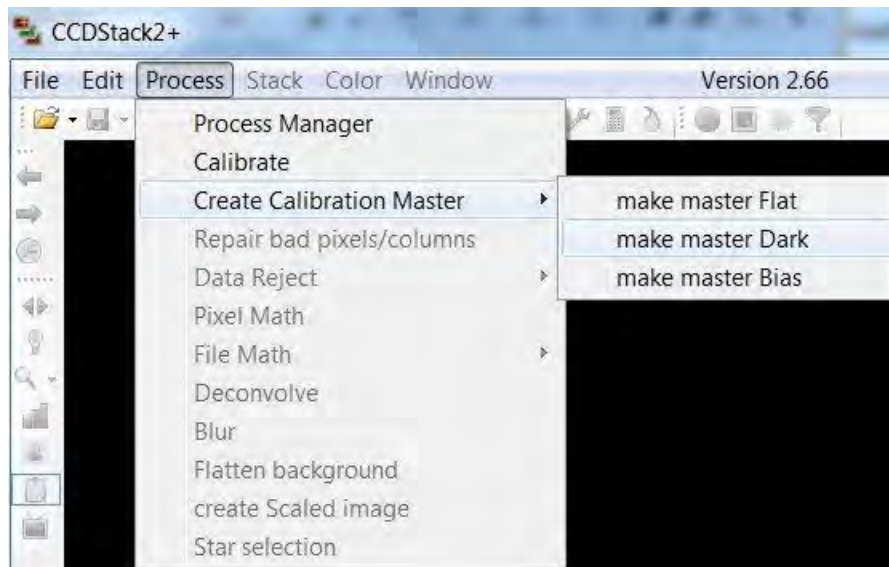 CCDStack2+
File Edit Process Stack Color Window Version 2.66
Process Manager
Calibrate
Create Calibration Master
make master Flat
Repair bad pixels/columns
make master Dark
Data Reject
make master Bias
Pixel Math
File Math
Deconvolve
Blur
Flatten background
create Scaled image
Star selection